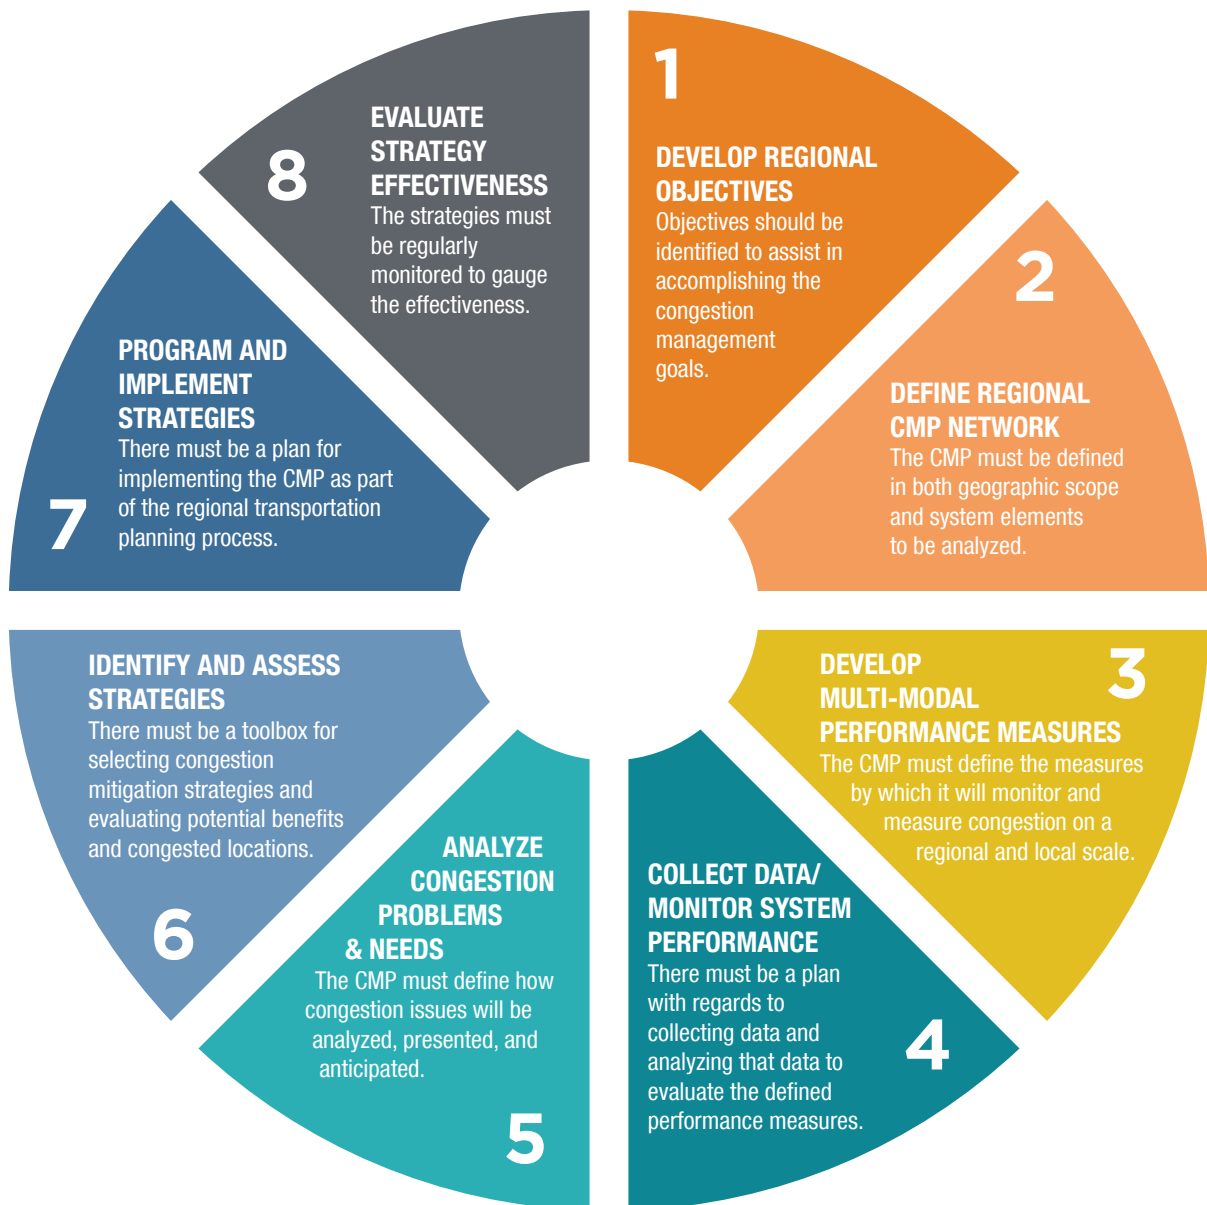 1
DEVELOP REGIONAL
OBJECTIVES
Objectives should be
identified to assist in
accomplishing the
congestion
management
goals.
2
DEFINE REGIONAL
CMP NETWORK
The CMP must be defined
in both geographic scope
and system elements
to be analyzed.
3
DEVELOP
MULTI-MODAL
PERFORMANCE MEASURES
The CMP must define the measures
by which it will monitor and
measure congestion on a
regional and local scale.
4
COLLECT DATA/
MONITOR SYSTEM
PERFORMANCE
There must be a plan
with regards to
collecting data and
analyzing that data to
evaluate the defined
performance measures.
5
ANALYZE
CONGESTION
PROBLEMS
& NEEDS
The CMP must define how
congestion issues will be
analyzed, presented, and
anticipated.
6
IDENTIFY AND ASSESS
STRATEGIES
There must be a toolbox for
selecting congestion
mitigation strategies and
evaluating potential benefits
and congested locations.
7
PROGRAM AND
IMPLEMENT
STRATEGIES
There must be a plan for
implementing the CMP as part
of the regional transportation
planning process.
8
EVALUATE
STRATEGY
EFFECTIVENESS
The strategies must
be regularly
monitored to gauge
the effectiveness.